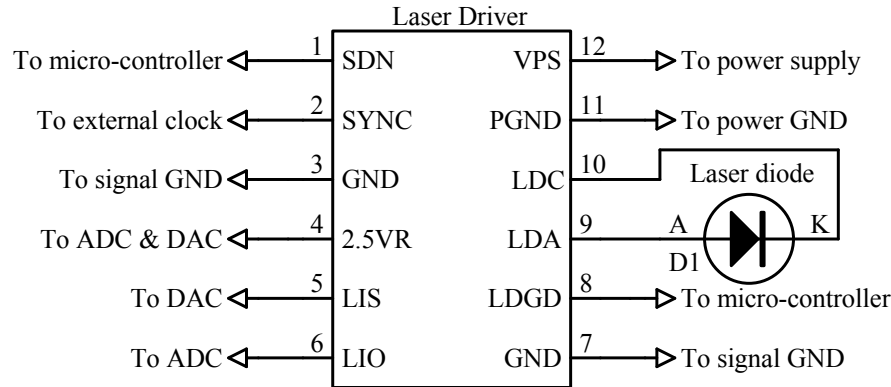 Laser Driver
To micro-controller 1 SDN VPS 12 To power supply
To external clock 2 SYNC PGND 11 To power GND
To signal GND 3 GND LDC 10 Laser diode
To ADC & DAC 4 2.5VR LDA 9 A K
D1
To DAC 5 LIS LDGD 8 To micro-controller
To ADC 6 LIO GND 7 To signal GND